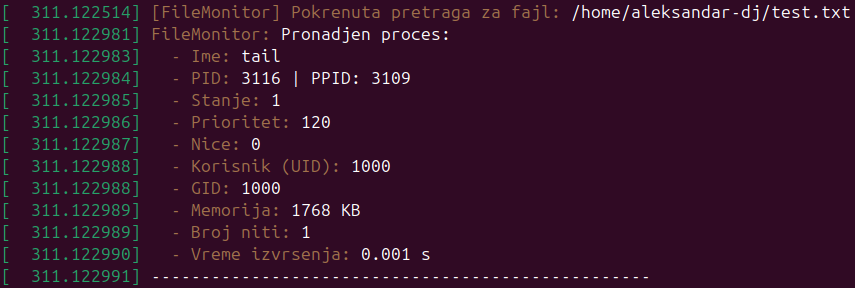 [  311.122514] [FileMonitor] Pokrenuta pretraga za fajl: /home/aleksandar-dj/test.txt
[  311.122981] FileMonitor: Pronadjen proces:
[  311.122983]   - Ime: tail
[  311.122984]   - PID: 3116 | PPID: 3109
[  311.122985]   - Stanje: 1
[  311.122986]   - Prioritet: 120
[  311.122987]   - Nice: 0
[  311.122988]   - Korisnik (UID): 1000
[  311.122988]   - GID: 1000
[  311.122989]   - Memorija: 1768 KB
[  311.122989]   - Broj niti: 1
[  311.122990]   - Vreme izvrsenja: 0.001 s
[  311.122991] --------------------------------------------------